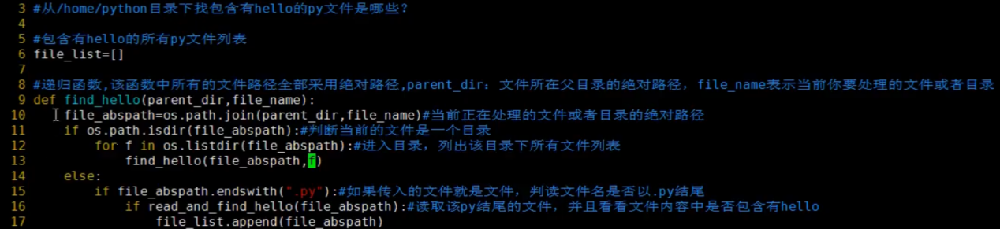 3 #从/home/python目录下找包含有hello的py文件是哪些？
4
5 #包含有hello的所有py文件列表
6 file_list=[]
7
8 #递归函数,该函数中所有的文件路径全部采用绝对路径,parent_dir：文件所在父目录的绝对路径，file_name表示当前你要处理的文件或者目录
9 def find_hello(parent_dir,file_name):
10     file_abspath=os.path.join(parent_dir,file_name)#当前正在处理的文件或者目录的绝对路径
11     if os.path.isdir(file_abspath):#判断当前的文件是一个目录
12         for f in os.listdir(file_abspath):#进入目录，列出该目录下所有文件列表
13             find_hello(file_abspath,f)
14     else:
15         if file_abspath.endswith(".py"):#如果传入的文件就是文件，判读文件名是否以.py结尾
16             if read_and_find_hello(file_abspath):#读取该py结尾的文件，并且看看文件内容中是否包含有hello
17                 file_list.append(file_abspath)